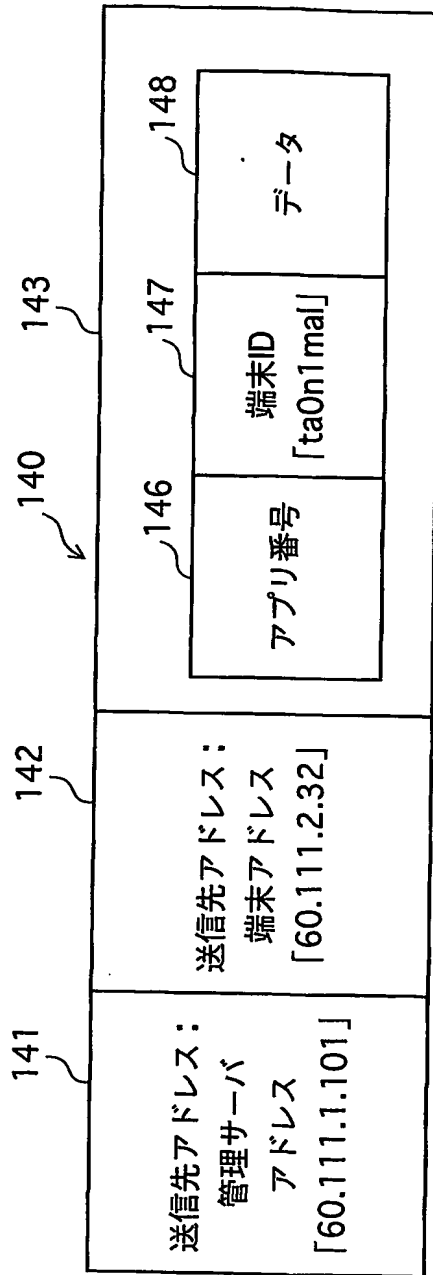 140
141
送信先アドレス：
管理サーバ
アドレス
「60.111.1.101」
142
送信先アドレス：
端末アドレス
「60.111.2.32」
143
146
アプリ番号
147
端末ID
「ta0n1mal」
148
データ